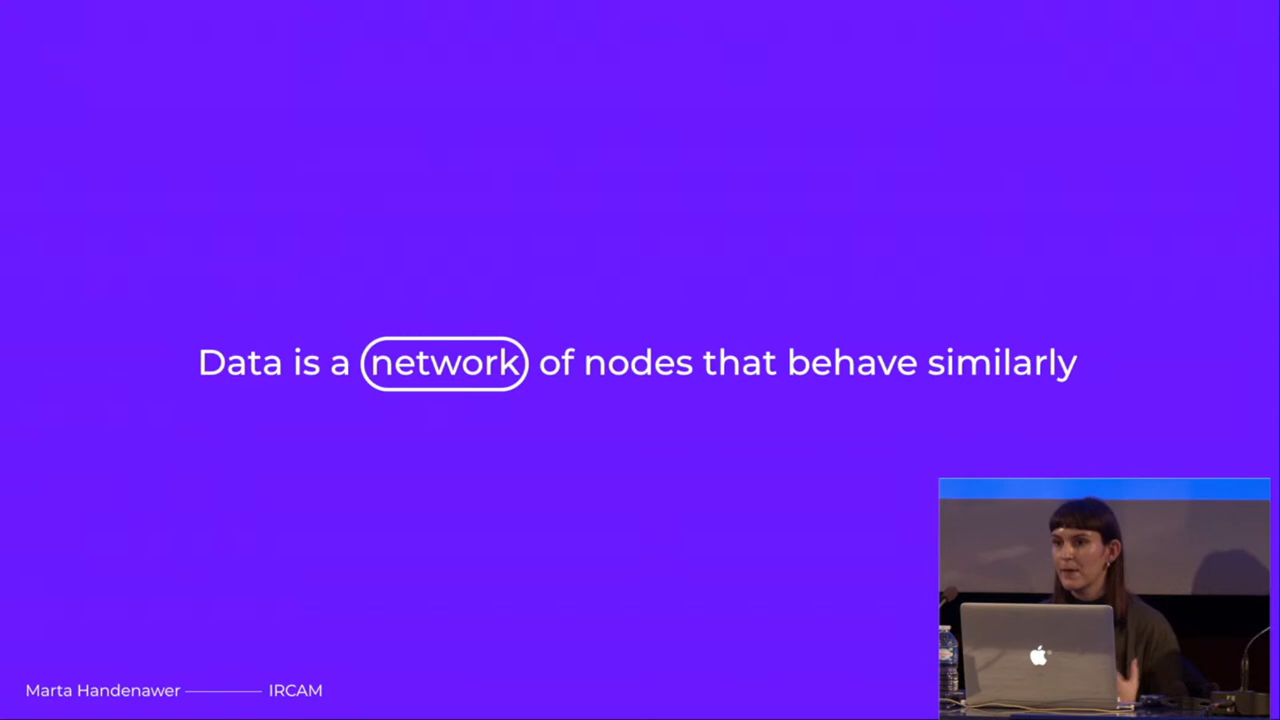 Data is a network of nodes that behave similarly
Marta Handenawer IRCAM